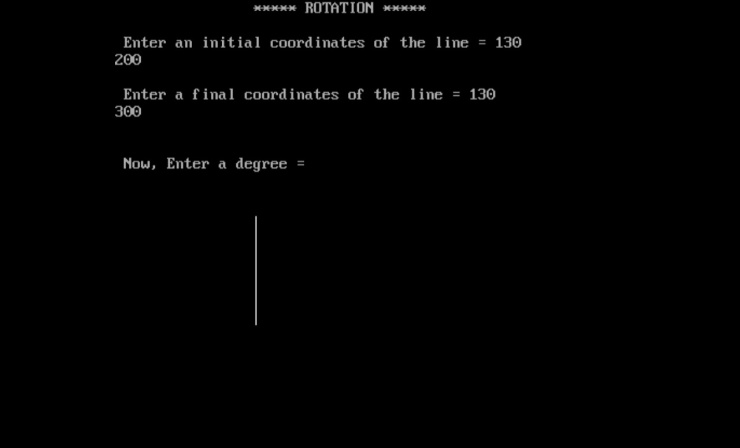 ***** ROTATION *****
Enter an initial coordinates of the line = 130
200
Enter a final coordinates of the line = 130
300
Now, Enter a degree =